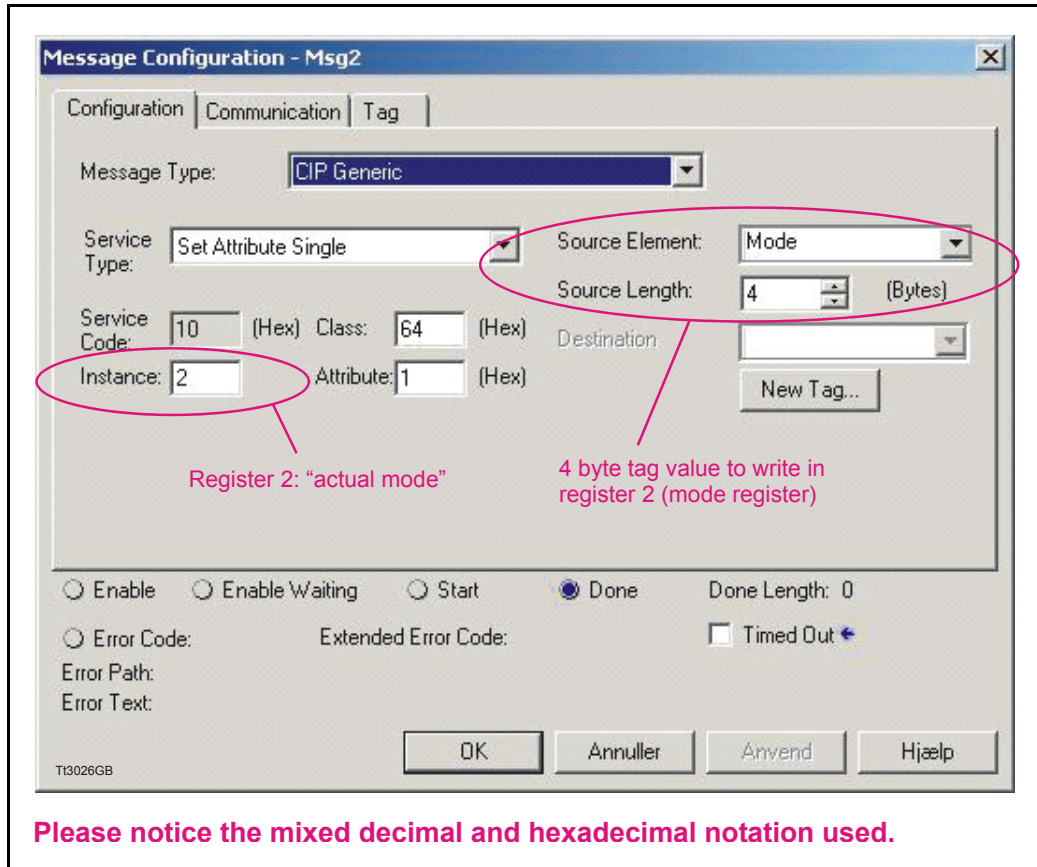 Message Configuration - Msg2
Configuration Communication Tag
Message Type: CIP Generic
Service Type: Set Attribute Single
Source Element: Mode
Source Length: 4 (Bytes)
Service Code: 10 (Hex) Class: 64 (Hex)
Destination
Instance: 2 Attribute: 1 (Hex)
New Tag...
Register 2: “actual mode”
4 byte tag value to write in
register 2 (mode register)
Enable Enable Waiting Start Done Done Length: 0
Error Code: Extended Error Code: Timed Out
Error Path:
Error Text:
OK Annuller Anvend Hjælp
Tt3026GB
Please notice the mixed decimal and hexadecimal notation used.